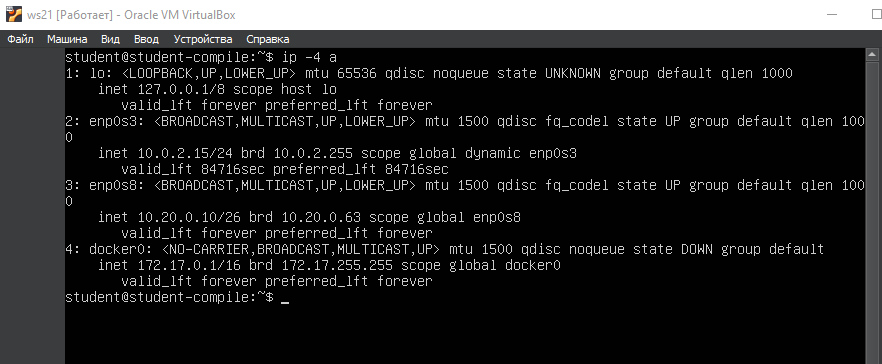 ws21 [Работает] - Oracle VM VirtualBox
Файл Машина Вид Ввод Устройства Справка
student@student-compile:~$ ip -4 a
1: lo: <LOOPBACK,UP,LOWER_UP> mtu 65536 qdisc noqueue state UNKNOWN group default qlen 1000
    inet 127.0.0.1/8 scope host lo
       valid_lft forever preferred_lft forever
2: enp0s3: <BROADCAST,MULTICAST,UP,LOWER_UP> mtu 1500 qdisc fq_codel state UP group default qlen 100
0
    inet 10.0.2.15/24 brd 10.0.2.255 scope global dynamic enp0s3
       valid_lft 84716sec preferred_lft 84716sec
3: enp0s8: <BROADCAST,MULTICAST,UP,LOWER_UP> mtu 1500 qdisc fq_codel state UP group default qlen 100
0
    inet 10.20.0.10/26 brd 10.20.0.63 scope global enp0s8
       valid_lft forever preferred_lft forever
4: docker0: <NO-CARRIER,BROADCAST,MULTICAST,UP> mtu 1500 qdisc noqueue state DOWN group default
    inet 172.17.0.1/16 brd 172.17.255.255 scope global docker0
       valid_lft forever preferred_lft forever
student@student-compile:~$ _